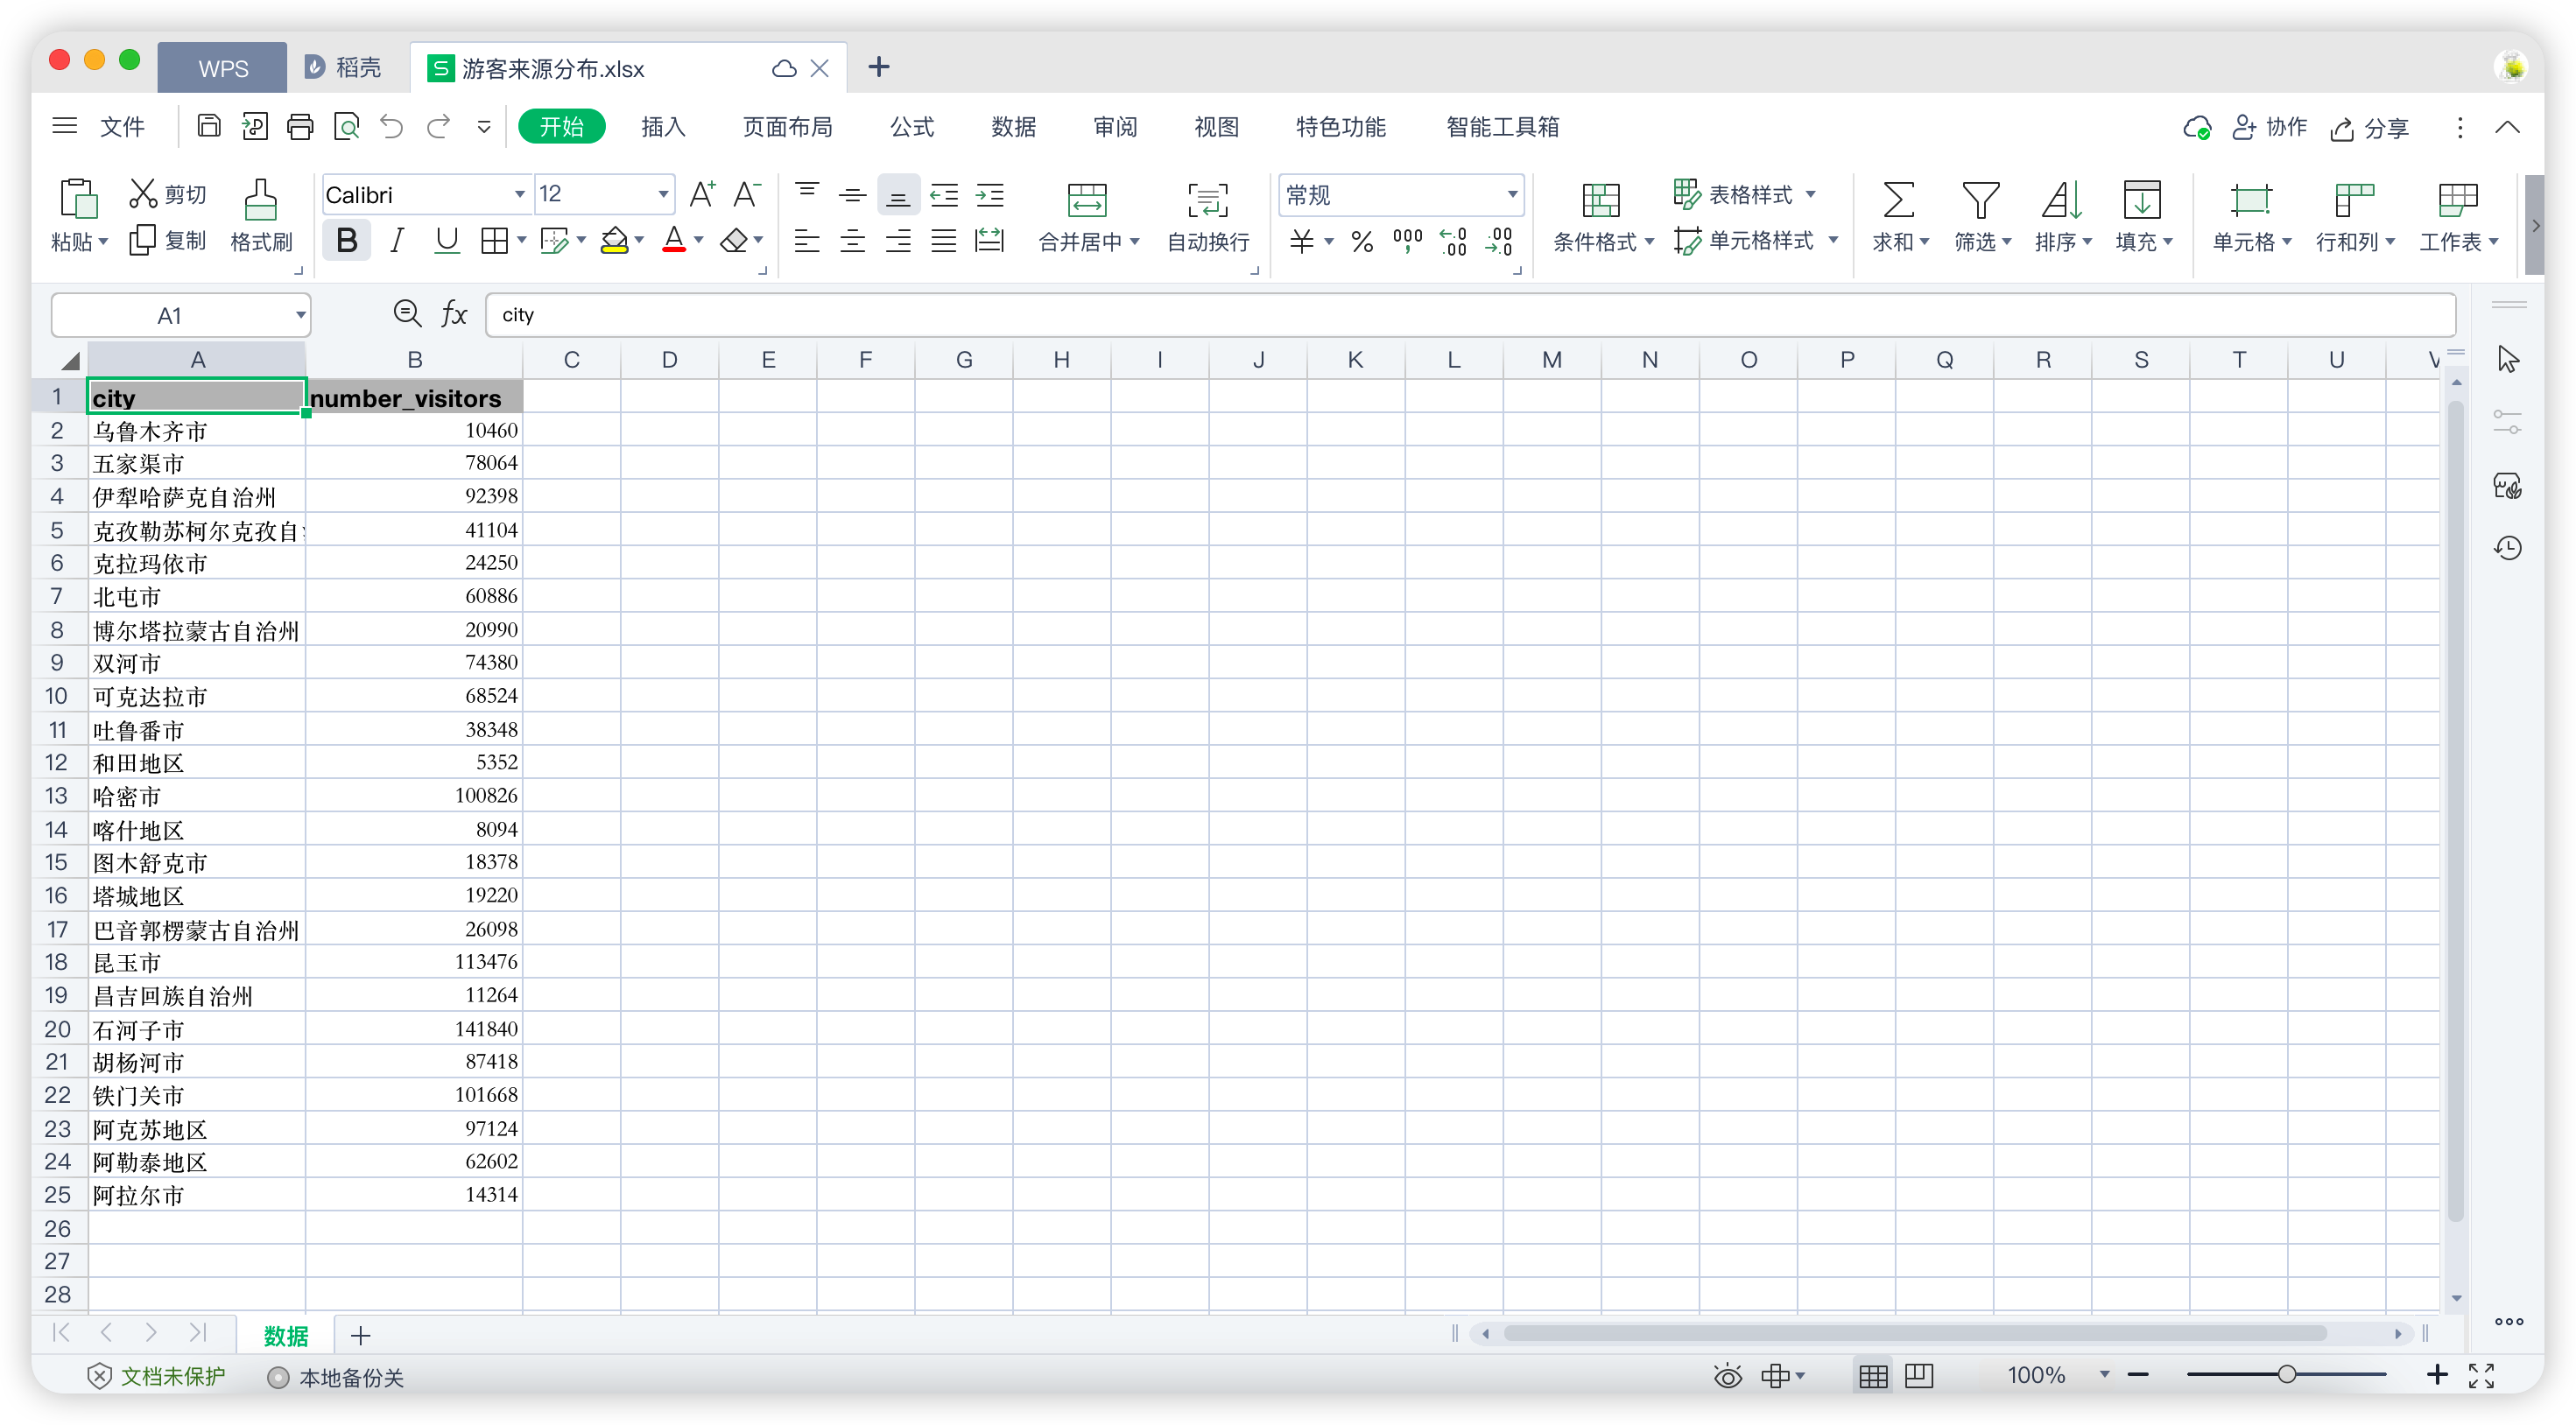 WPS 稻壳 游客来源分布.xlsx
文件 开始 插入 页面布局 公式 数据 审阅 视图 特色功能 智能工具箱 协作 分享
剪切 Calibri 12 常规 表格样式
粘贴 复制 格式刷 B I U A 合并居中 自动换行 ¥ % 000 条件格式 单元格样式 求和 筛选 排序 填充 单元格 行和列 工作表
A1 fx city
A B C D E F G H I J K L M N O P Q R S T U V
1 city number_visitors
2 乌鲁木齐市 10460
3 五家渠市 78064
4 伊犁哈萨克自治州 92398
5 克孜勒苏柯尔克孜自 41104
6 克拉玛依市 24250
7 北屯市 60886
8 博尔塔拉蒙古自治州 20990
9 双河市 74380
10 可克达拉市 68524
11 吐鲁番市 38348
12 和田地区 5352
13 哈密市 100826
14 喀什地区 8094
15 图木舒克市 18378
16 塔城地区 19220
17 巴音郭楞蒙古自治州 26098
18 昆玉市 113476
19 昌吉回族自治州 11264
20 石河子市 141840
21 胡杨河市 87418
22 铁门关市 101668
23 阿克苏地区 97124
24 阿勒泰地区 62602
25 阿拉尔市 14314
26
27
28
数据
文档未保护 本地备份关 100%